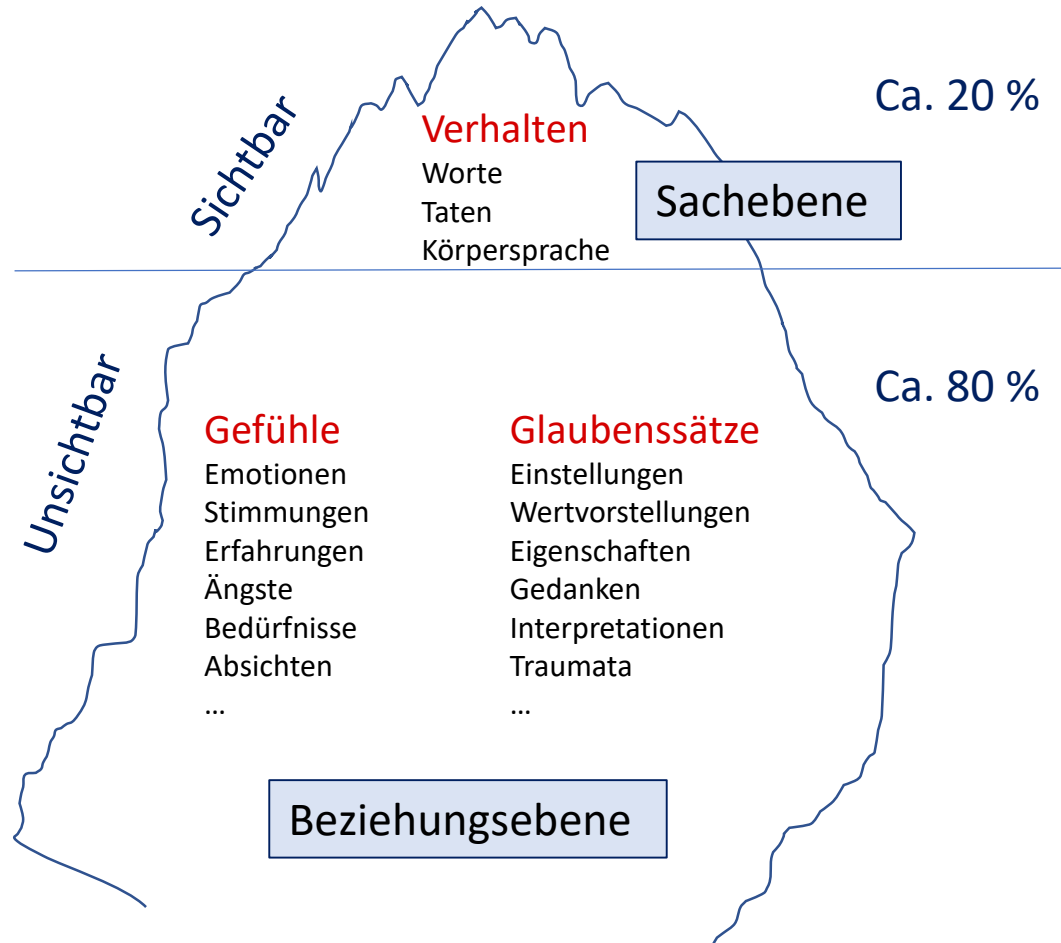 Ca. 20 %
Sichtbar
Verhalten
Worte
Taten
Körpersprache
Sachebene
Unsichtbar
Ca. 80 %
Gefühle
Emotionen
Stimmungen
Erfahrungen
Ängste
Bedürfnisse
Absichten
...
Glaubenssätze
Einstellungen
Wertvorstellungen
Eigenschaften
Gedanken
Interpretationen
Traumata
...
Beziehungsebene